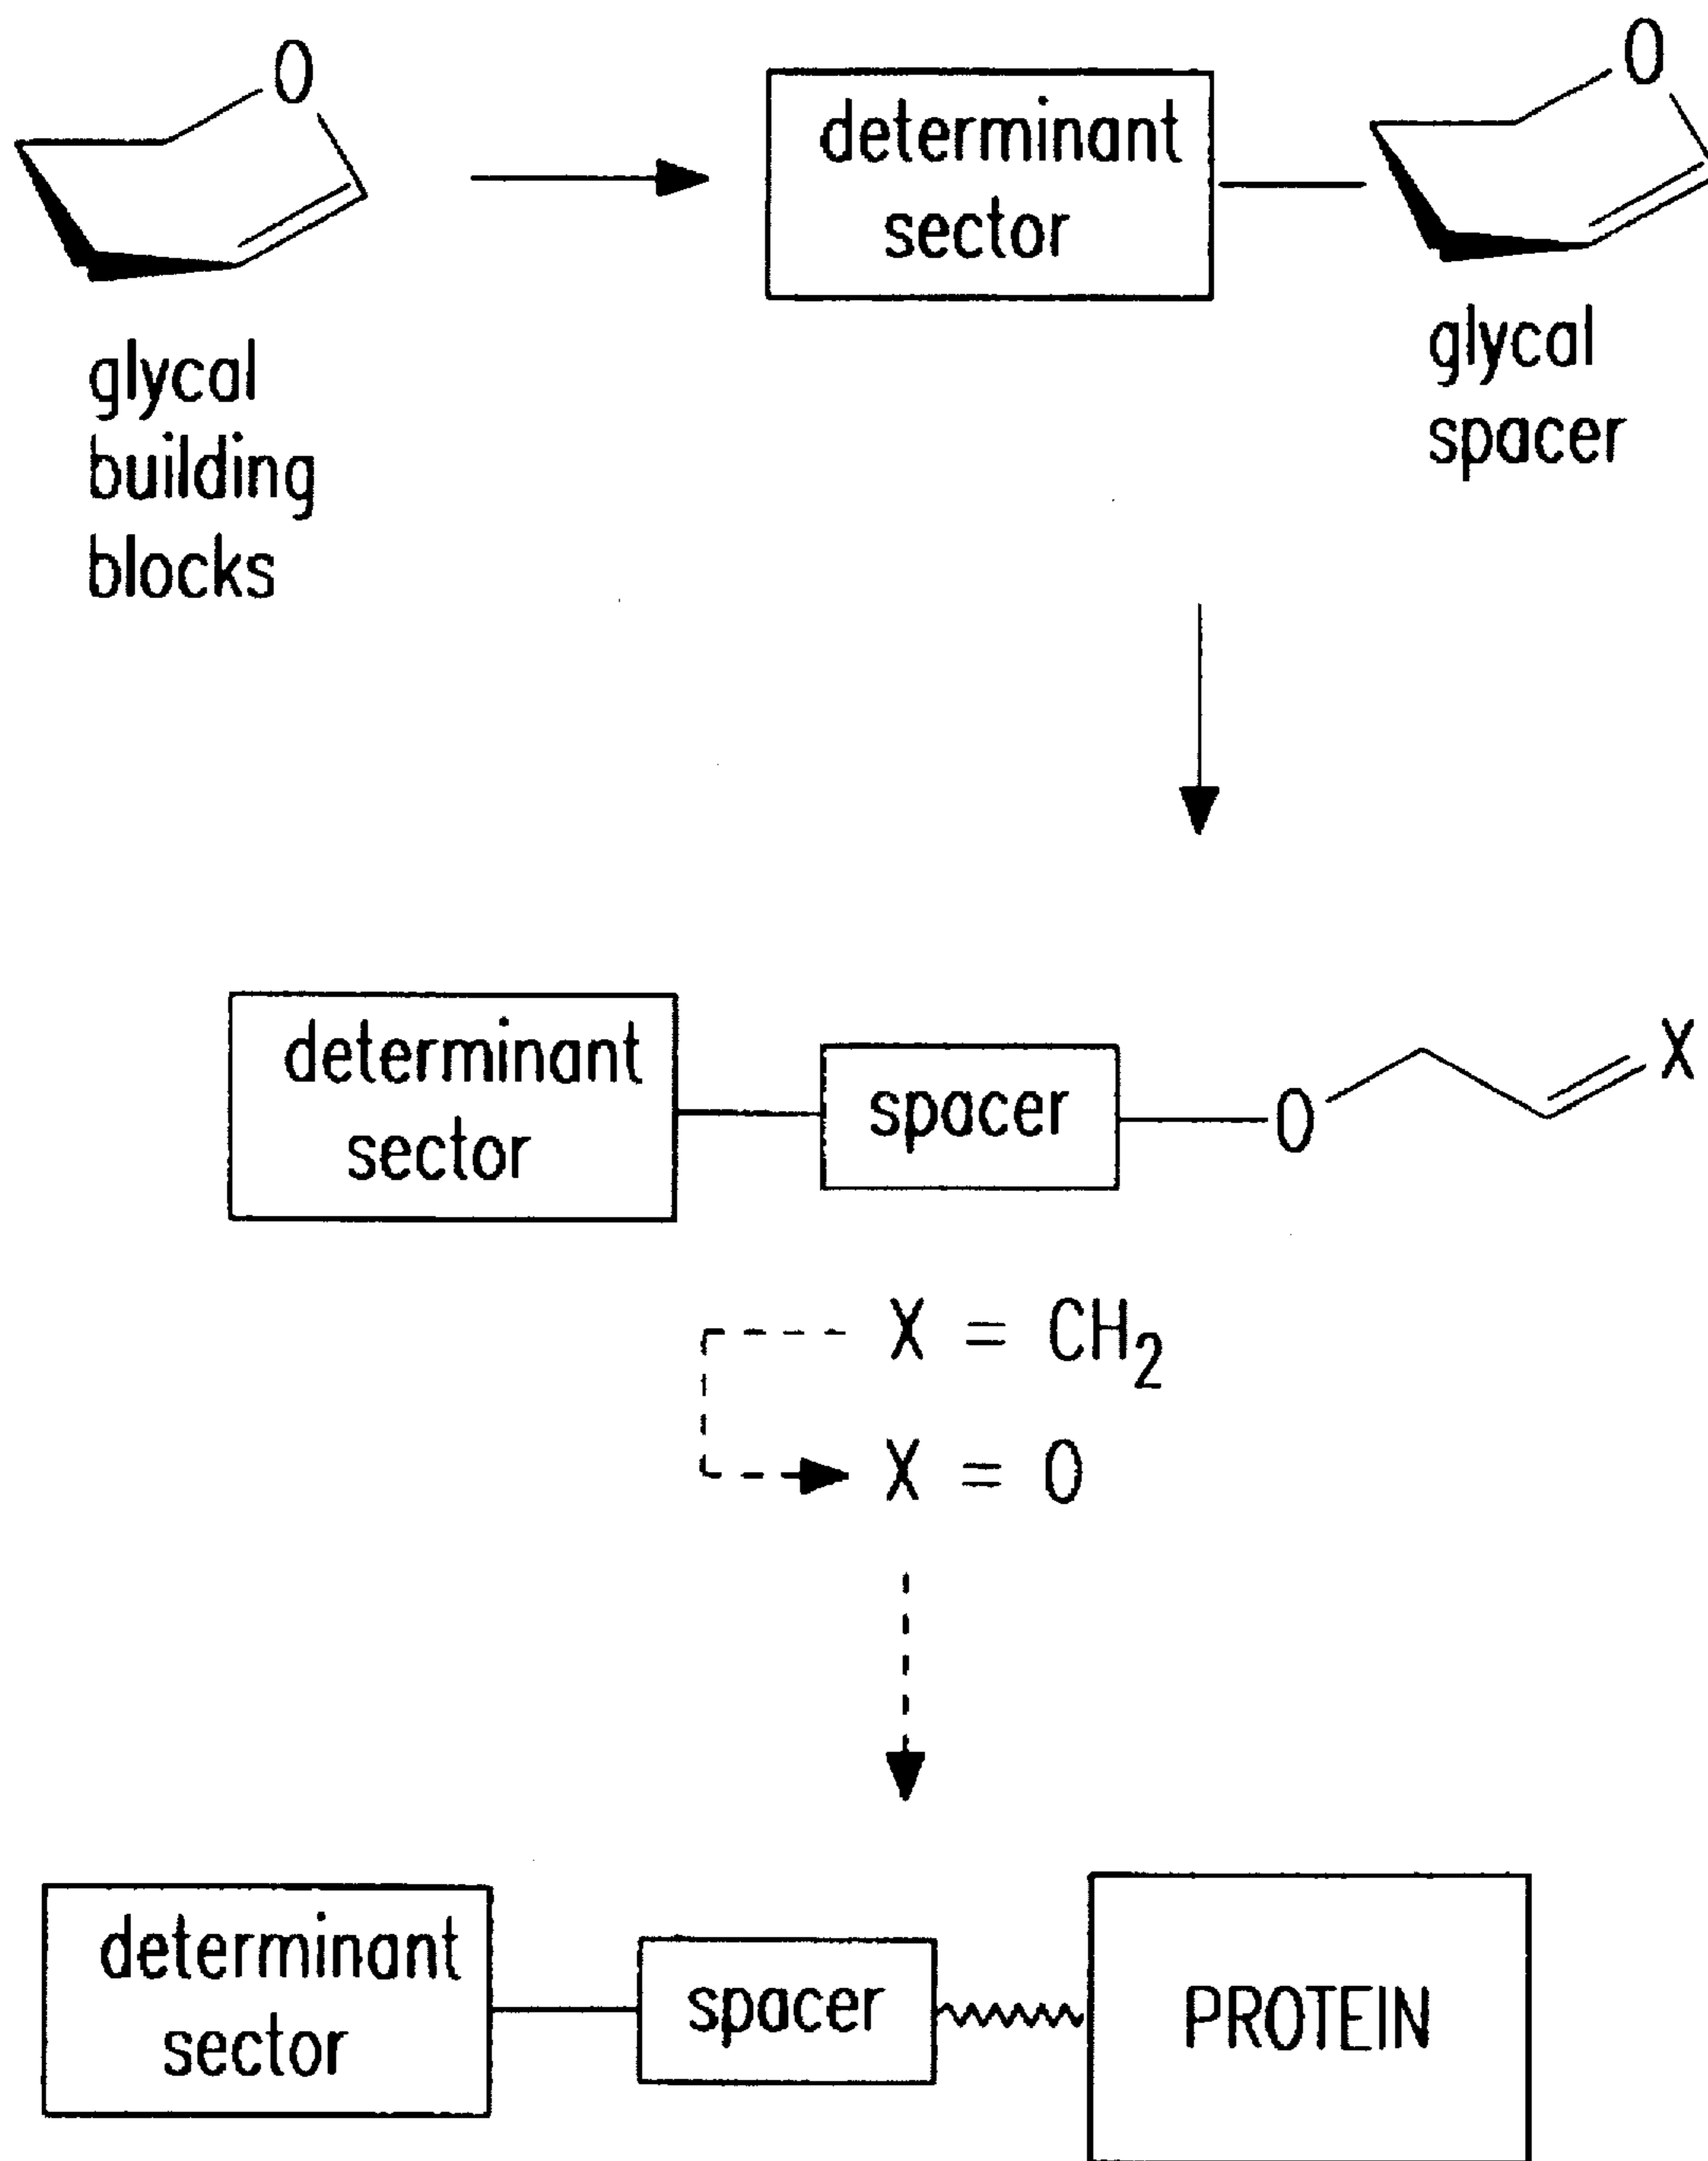 O
O
determinant
sector
glycal
building
blocks
glycal
spacer
determinant
sector
spacer
O
X
X = CH₂
X = O
determinant
sector
spacer
PROTEIN